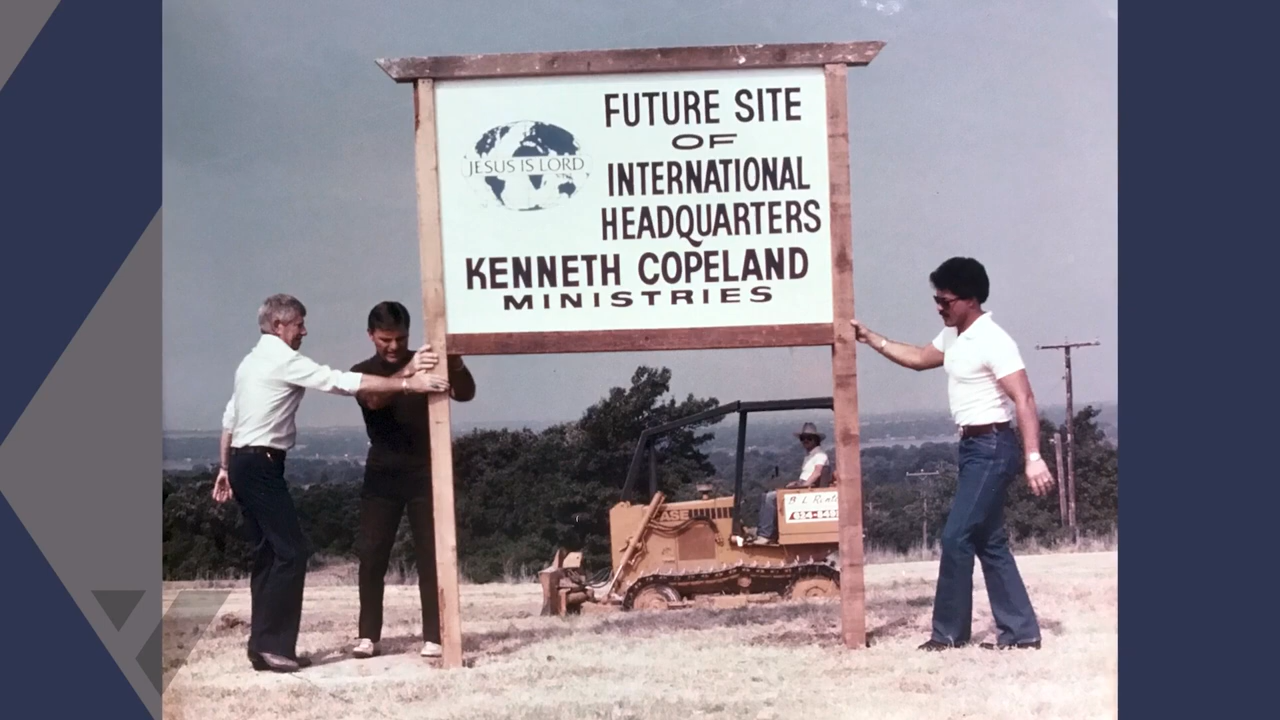 FUTURE SITE
OF
INTERNATIONAL
HEADQUARTERS
JESUS IS LORD
KENNETH COPELAND
MINISTRIES
CASE
B L